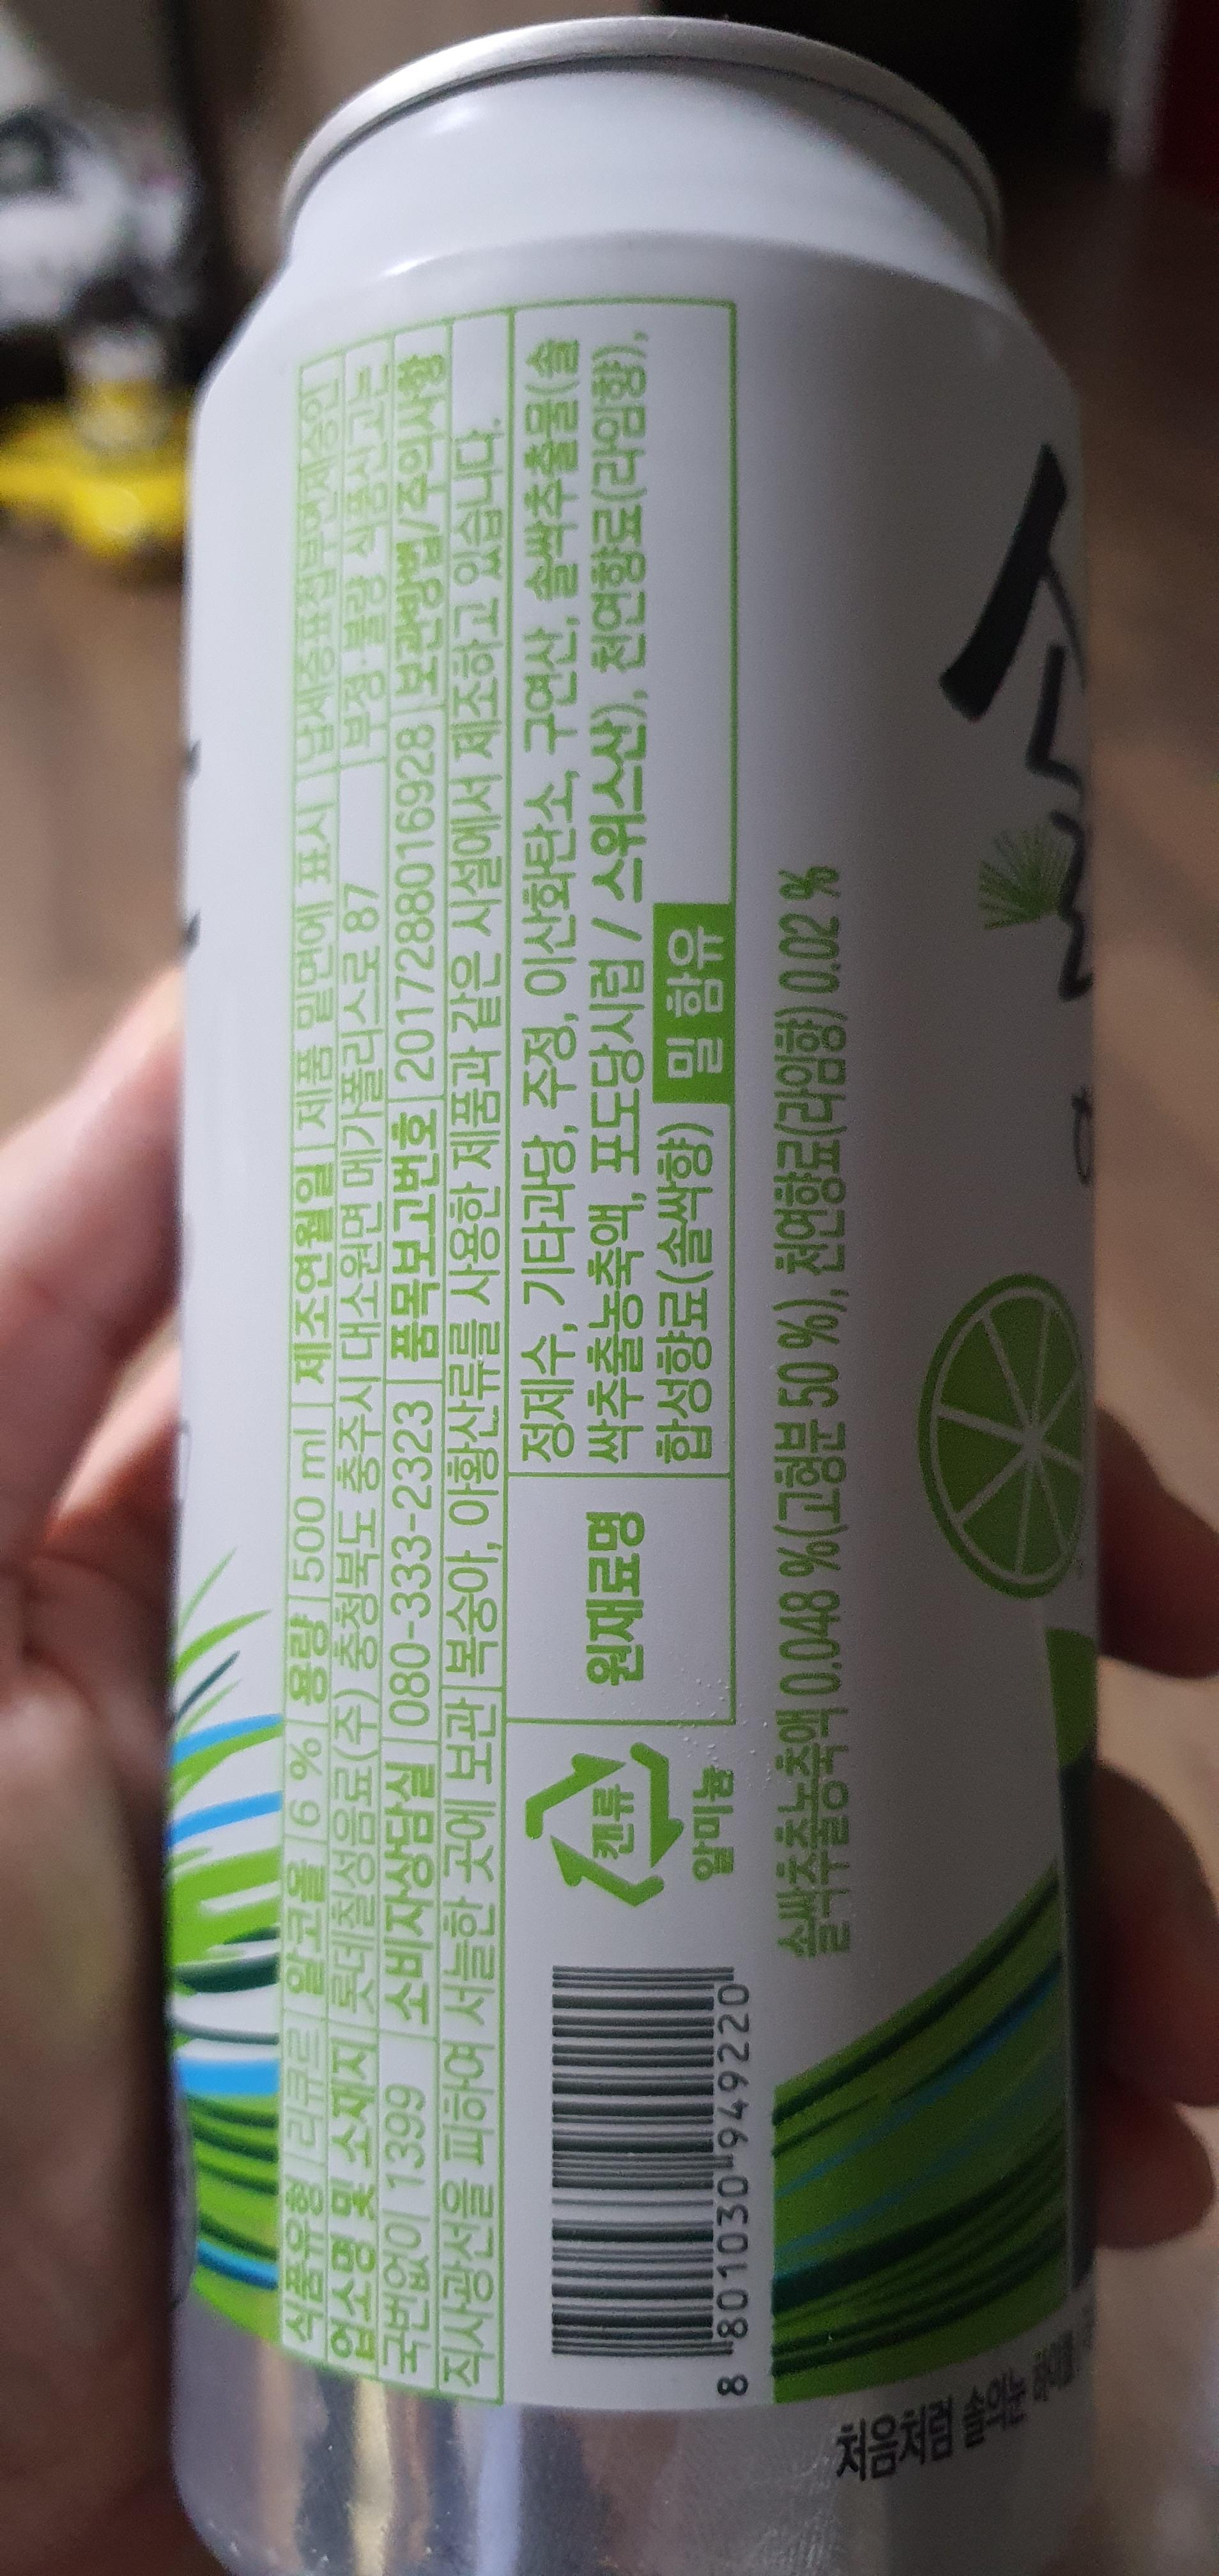 식품유형 리큐르 알코올 6 % 용량 500 ml 제조연월일 제품 밑면에 표시 납세증표첩부면제승인
업소명 및 소재지 롯데칠성음료(주) 충청북도 충주시 대소원면 메가폴리스로 87 부정·불량 식품신고는
국번없이 1399 소비자상담실 080-333-2323 품목보고번호 2017288016928 보관방법/주의사항
직사광선을 피하여 서늘한 곳에 보관 복숭아, 아황산류를 사용한 제품과 같은 시설에서 제조하고 있습니다.
원재료명
정제수, 기타과당, 주정, 이산화탄소, 구연산, 솔싹추출물(솔
싹추출농축액, 포도당시럽 / 스위스산), 천연향료(라임향),
합성향료(솔싹향) 밀 함유
캔류
알미늄
8 801030 949220
솔싹추출농축액 0.048 %(고형분 50 %), 천연향료(라임향) 0.02 %
솔
처음처럼 솔의눈